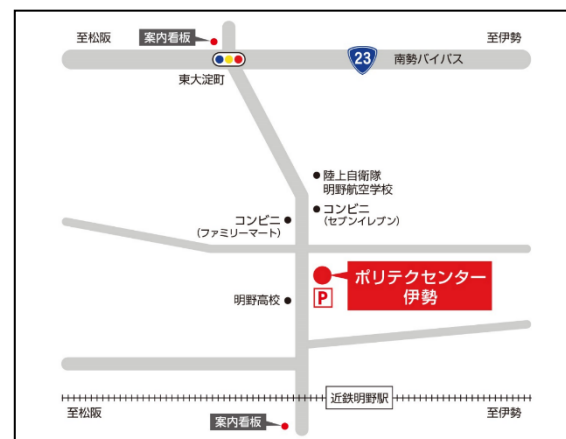 至松阪
案内看板
至伊勢
23
南勢バイパス
東大淀町
陸上自衛隊
明野航空学校
コンビニ
(ファミリーマート)
コンビニ
(セブンイレブン)
ポリテクセンター
伊勢
P
明野高校
近鉄明野駅
至松阪
至伊勢
案内看板